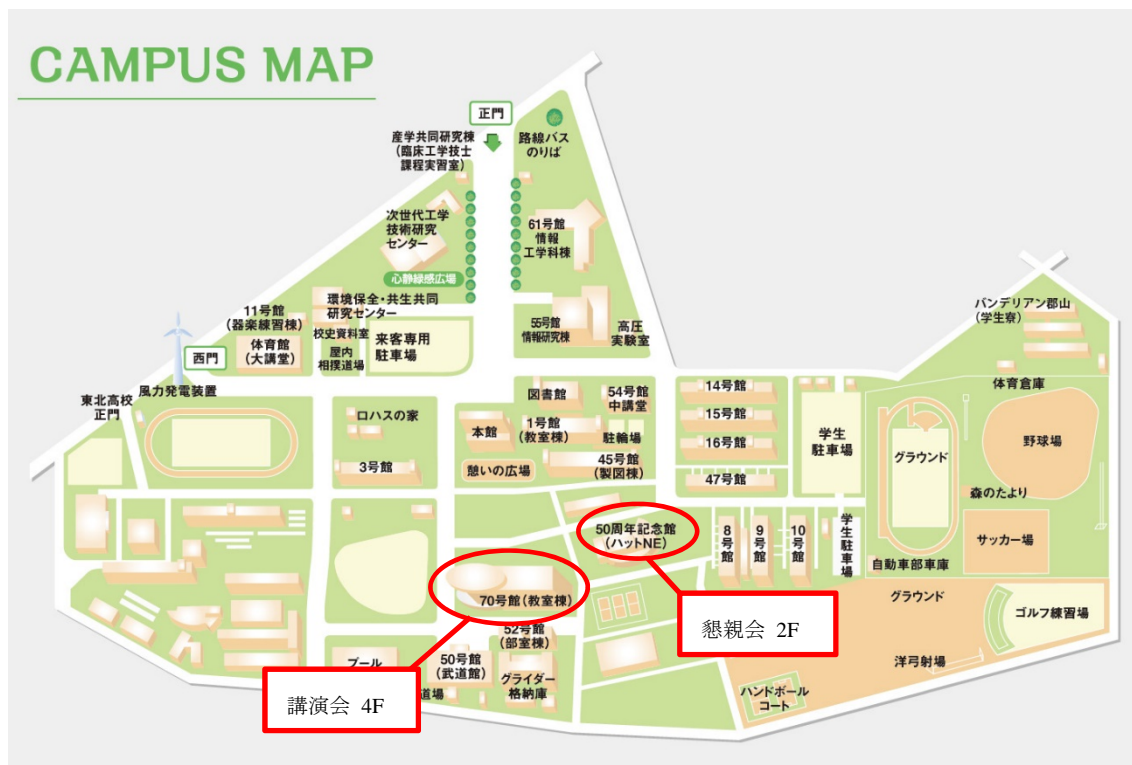 CAMPUS MAP
正門
産学共同研究棟
(臨床工学技士
課程実習室)
路線バス
のりば
次世代工学
技術研究
センター
61号館
情報
工学科棟
心静緑感広場
環境保全・共生共同
研究センター
11号館
(器楽練習棟)
校史資料室
来客専用
駐車場
55号館
情報研究棟
高圧
実験室
バンデリアン郡山
(学生寮)
体育館
(大講堂)
屋内
相撲道場
西門
風力発電装置
東北高校
正門
図書館
54号館
中講堂
14号館
体育倉庫
ロハスの家
本館
1号館
(教室棟)
駐輪場
15号館
学生
駐車場
野球場
16号館
グラウンド
3号館
憩いの広場
45号館
(製図棟)
47号館
森のたより
50周年記念館
(ハットNE)
8号館
9号館
10号館
学生駐車場
サッカー場
自動車部車庫
70号館(教室棟)
グラウンド
ゴルフ練習場
懇親会 2F
52号館
(部室棟)
プール
50号館
(武道館)
グライダー
格納庫
洋弓射場
講演会 4F
道場
ハンドボール
コート